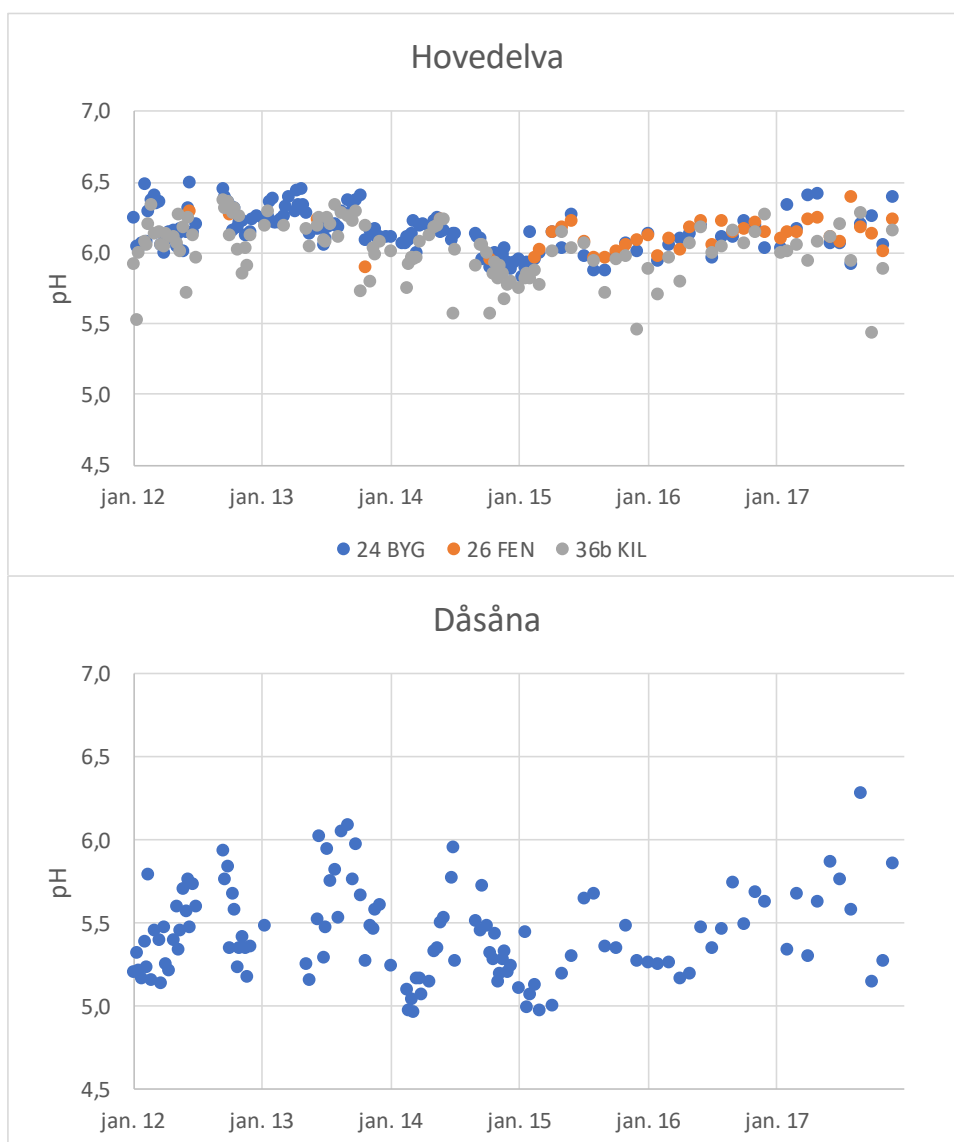 Hovedelva
7,0
6,5
6,0
5,5
5,0
4,5
pH
jan. 12 jan. 13 jan. 14 jan. 15 jan. 16 jan. 17
24 BYG 26 FEN 36b KIL
Dåsåna
7,0
6,5
6,0
5,5
5,0
4,5
pH
jan. 12 jan. 13 jan. 14 jan. 15 jan. 16 jan. 17